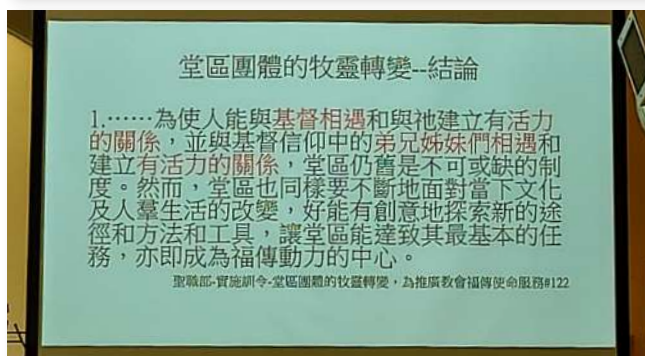 堂區團體的牧靈轉變--結論
1.……為使人能與基督相遇和與祂建立有活力
的關係，並與基督信仰中的弟兄姊妹們相遇和
建立有活力的關係，堂區仍舊是不可或缺的制
度。然而，堂區也同樣要不斷地面對當下文化
及人羣生活的改變，好能有創意地探索新的途
徑和方法和工具，讓堂區能達致其最基本的任
務，亦即成為福傳動力的中心。
聖職部-實施訓令-堂區團體的牧靈轉變，為推廣教會福傳使命服務#122